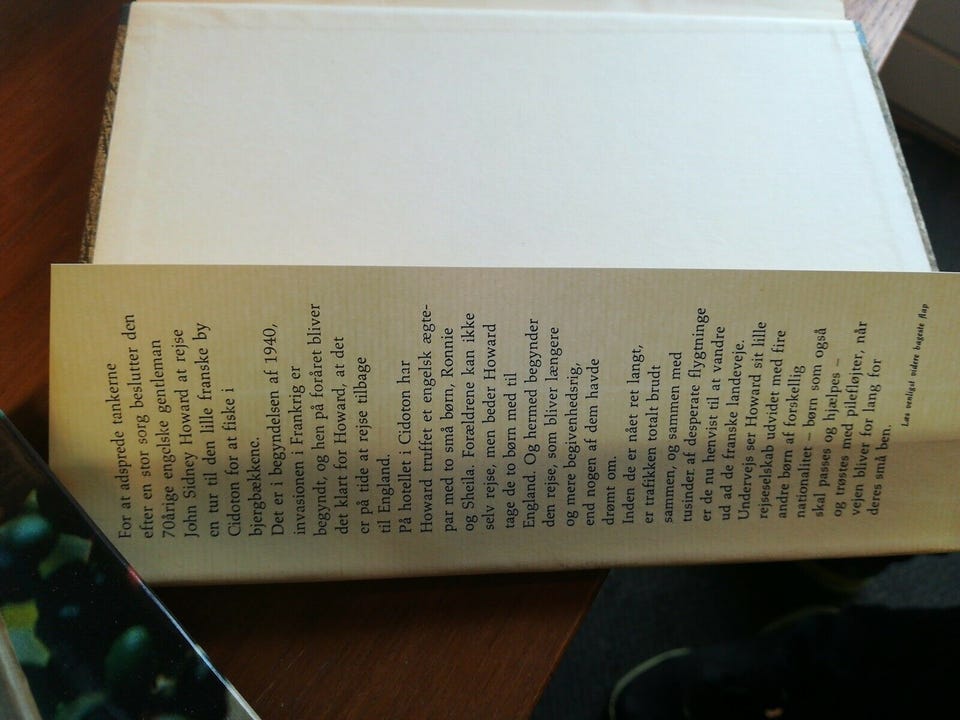 For at adsprede tankerne
efter en stor sorg beslutter den
70årige engelske gentleman
John Sidney Howard at rejse
en tur til den lille franske by
Cidoton for at fiske i
bjergbækkene.
Det er i begyndelsen af 1940,
invasionen i Frankrig er
begyndt, og hen på foråret bliver
det klart for Howard, at det
er på tide at rejse tilbage
til England.
På hotellet i Cidoton har
Howard truffet et engelsk ægte-
par med to små børn, Ronnie
og Sheila. Forældrene kan ikke
selv rejse, men beder Howard
tage de to børn med til
England. Og hermed begynder
den rejse, som bliver længere
og mere begivenhedsrig,
end nogen af dem havde
drømt om.
Inden de er nået ret langt,
er trafikken totalt brudt
sammen, og sammen med
tusinder af desperate flygtninge
er de nu henvist til at vandre
ud ad de franske landeveje.
Undervejs ser Howard sit lille
rejseselskab udvidet med fire
andre børn af forskellig
nationalitet – børn som også
skal passes og hjælpes –
og trøstes med pilefløjter, når
vejen bliver for lang for
deres små ben.
Læs venligst videre bageste flap